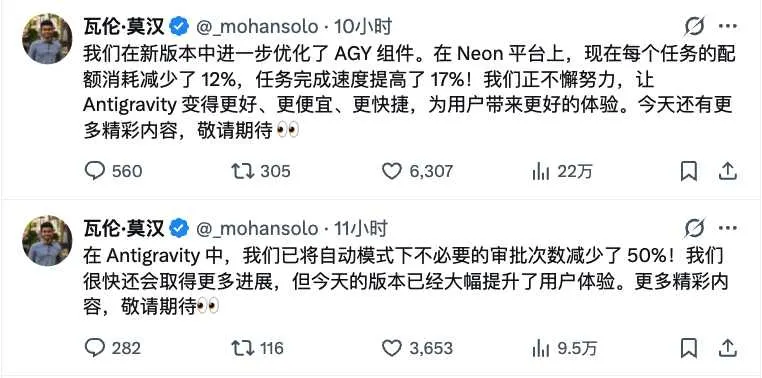 瓦伦·莫汉 @_mohansolo · 10小时
我们在新版本中进一步优化了 AGY 组件。在 Neon 平台上，现在每个任务的配
额消耗减少了 12%，任务完成速度提高了 17%！我们正不懈努力，让
Antigravity 变得更好、更便宜、更快捷，为用户带来更好的体验。今天还有更
多精彩内容，敬请期待👀
560 305 6,307 22万
瓦伦·莫汉 @_mohansolo · 11小时
在 Antigravity 中，我们已将自动模式下不必要的审批次数减少了 50%！我们
很快还会取得更多进展，但今天的版本已经大幅提升了用户体验。更多精彩内
容，敬请期待👀
282 116 3,653 9.5万